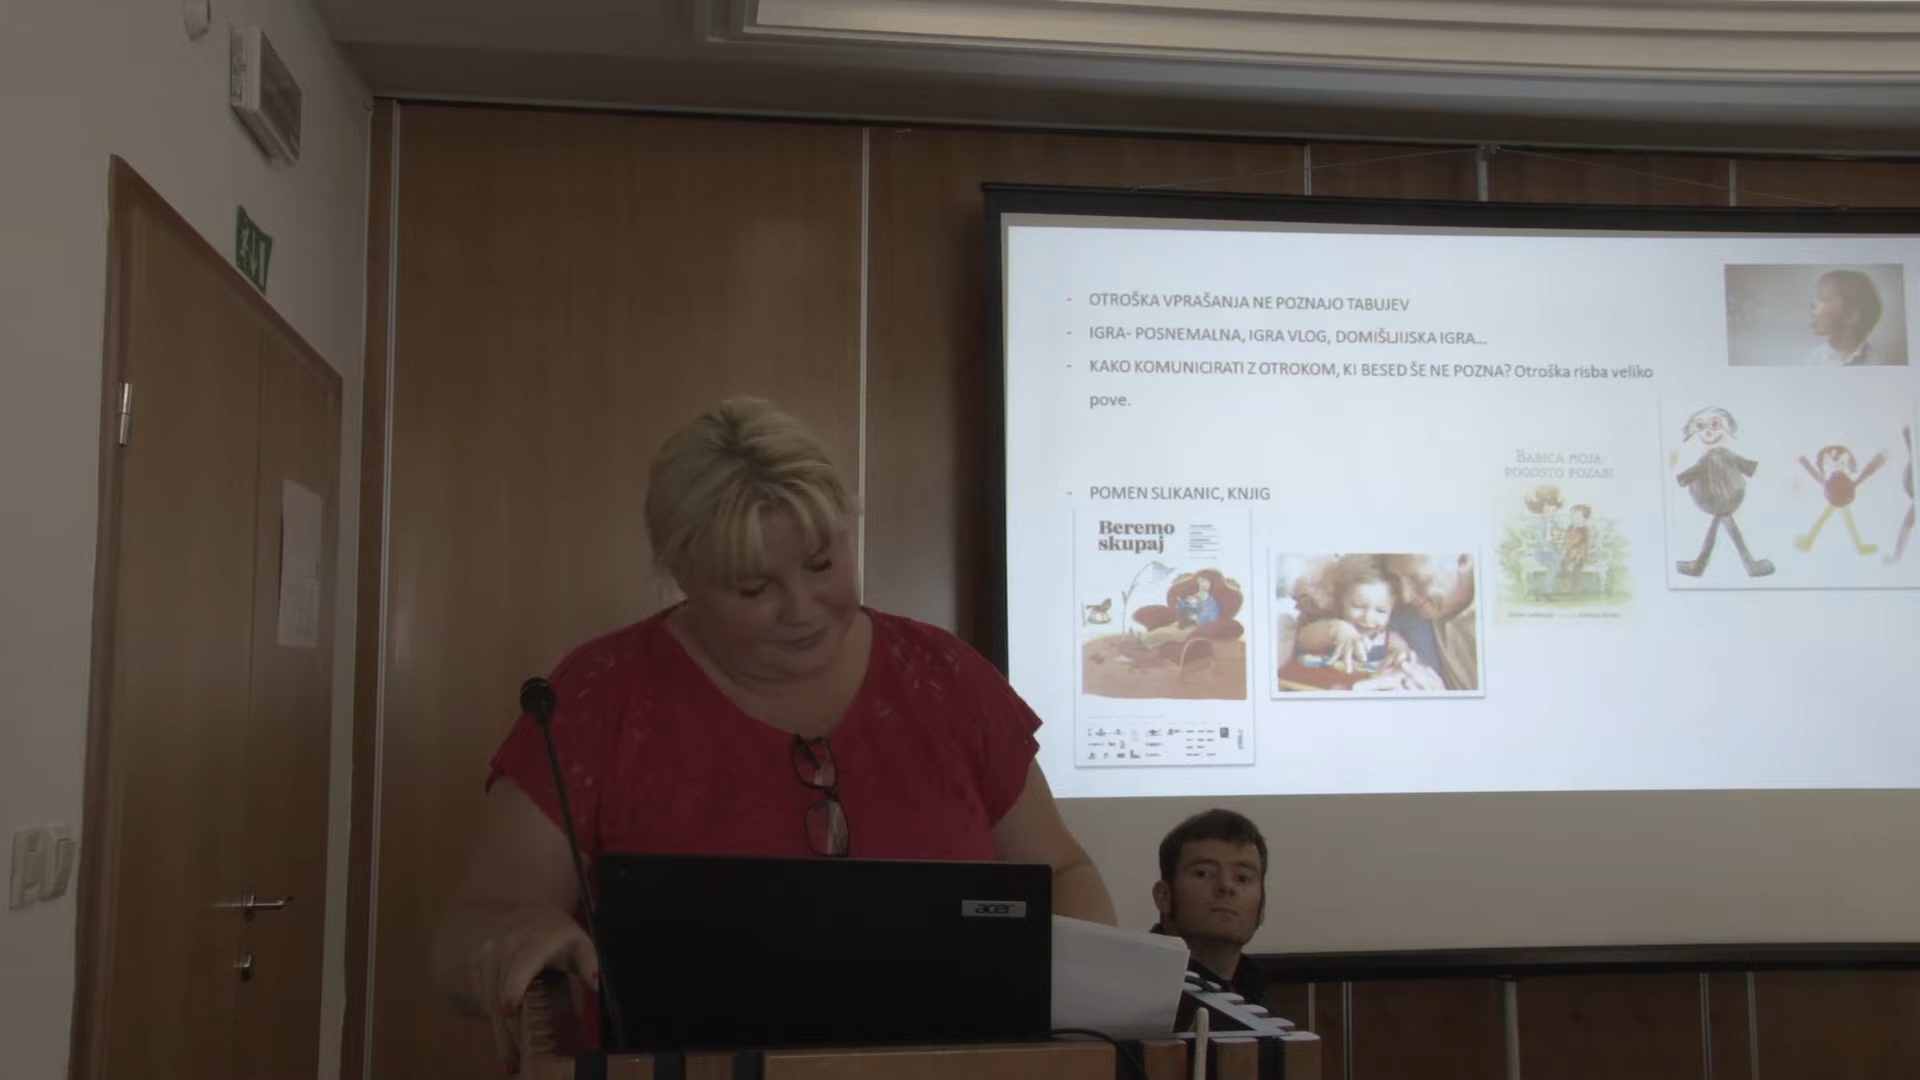 - OTROŠKA VPRAŠANJA NE POZNAJO TABUJEV
- IGRA- POSNEMALNA, IGRA VLOG, DOMIŠLJIJSKA IGRA...
- KAKO KOMUNICIRATI Z OTROKOM, KI BESED ŠE NE POZNA? Otroška risba veliko
pove.
BABICA MOJA
POGOSTO POZABI
- POMEN SLIKANIC, KNJIG
Beremo
skupaj
acer